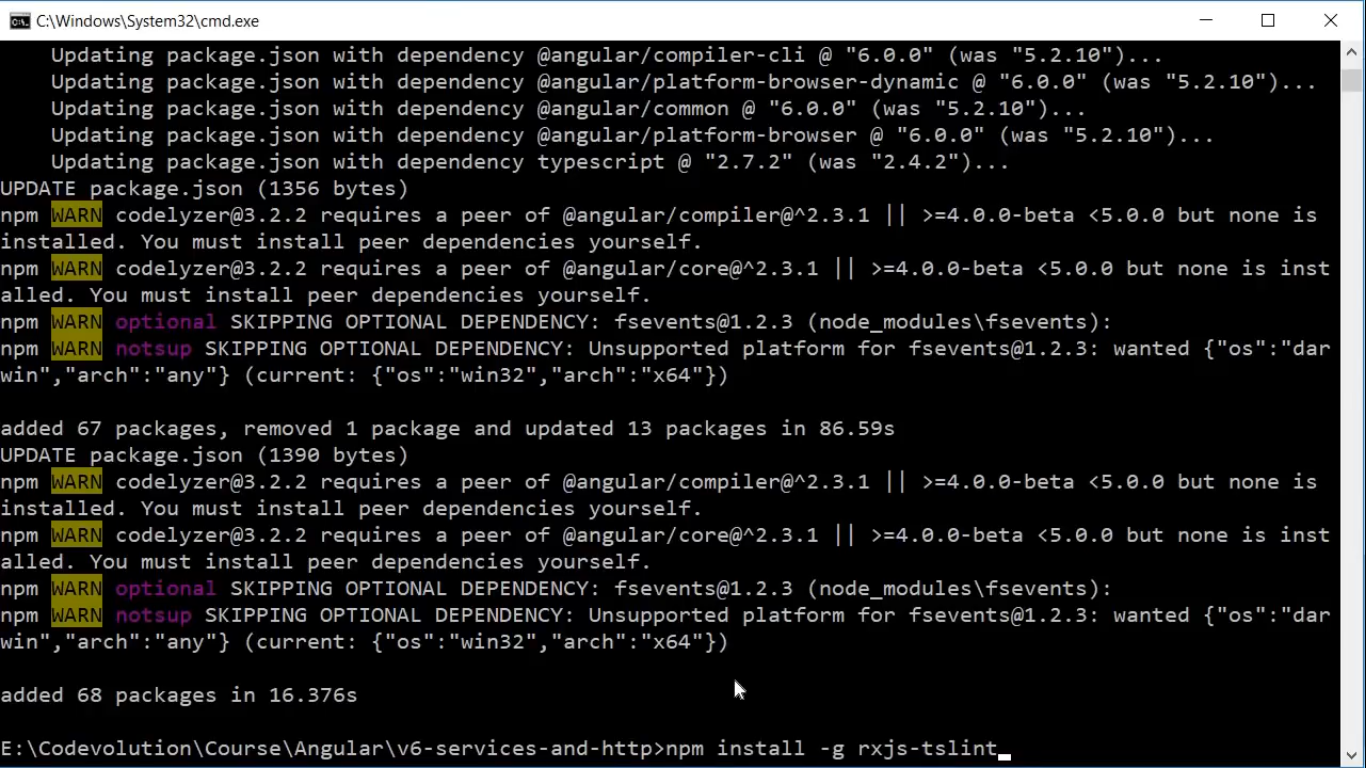 C:\Windows\System32\cmd.exe
Updating package.json with dependency @angular/compiler-cli @ "6.0.0" (was "5.2.10")...
Updating package.json with dependency @angular/platform-browser-dynamic @ "6.0.0" (was "5.2.10")...
Updating package.json with dependency @angular/common @ "6.0.0" (was "5.2.10")...
Updating package.json with dependency @angular/platform-browser @ "6.0.0" (was "5.2.10")...
Updating package.json with dependency typescript @ "2.7.2" (was "2.4.2")...
UPDATE package.json (1356 bytes)
npm WARN codelyzer@3.2.2 requires a peer of @angular/compiler@^2.3.1 || >=4.0.0-beta <5.0.0 but none is
installed. You must install peer dependencies yourself.
npm WARN codelyzer@3.2.2 requires a peer of @angular/core@^2.3.1 || >=4.0.0-beta <5.0.0 but none is inst
alled. You must install peer dependencies yourself.
npm WARN optional SKIPPING OPTIONAL DEPENDENCY: fsevents@1.2.3 (node_modules\fsevents):
npm WARN notsup SKIPPING OPTIONAL DEPENDENCY: Unsupported platform for fsevents@1.2.3: wanted {"os":"dar
win","arch":"any"} (current: {"os":"win32","arch":"x64"})
added 67 packages, removed 1 package and updated 13 packages in 86.59s
UPDATE package.json (1390 bytes)
npm WARN codelyzer@3.2.2 requires a peer of @angular/compiler@^2.3.1 || >=4.0.0-beta <5.0.0 but none is
installed. You must install peer dependencies yourself.
npm WARN codelyzer@3.2.2 requires a peer of @angular/core@^2.3.1 || >=4.0.0-beta <5.0.0 but none is inst
alled. You must install peer dependencies yourself.
npm WARN optional SKIPPING OPTIONAL DEPENDENCY: fsevents@1.2.3 (node_modules\fsevents):
npm WARN notsup SKIPPING OPTIONAL DEPENDENCY: Unsupported platform for fsevents@1.2.3: wanted {"os":"dar
win","arch":"any"} (current: {"os":"win32","arch":"x64"})
added 68 packages in 16.376s
E:\Codevolution\Course\Angular\v6-services-and-http>npm install -g rxjs-tslint